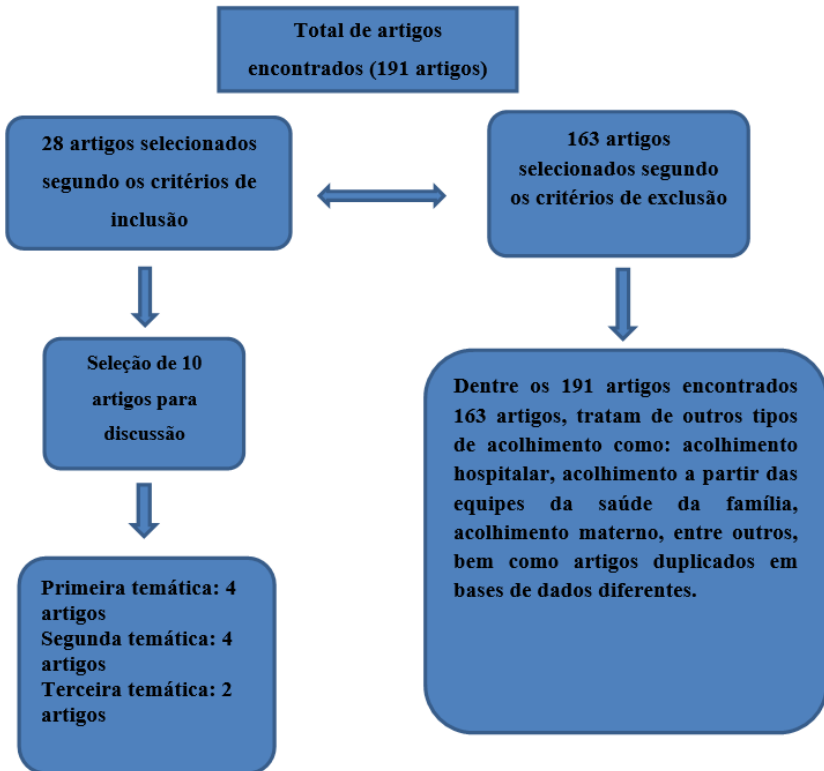 Total de artigos
encontrados (191 artigos)
28 artigos selecionados
segundo os critérios de
inclusão
163 artigos
selecionados segundo
os critérios de exclusão
Seleção de 10
artigos para
discussão
Dentre os 191 artigos encontrados
163 artigos, tratam de outros tipos
de acolhimento como: acolhimento
hospitalar, acolhimento a partir das
equipes da saúde da família,
acolhimento materno, entre outros,
bem como artigos duplicados em
bases de dados diferentes.
Primeira temática: 4
artigos
Segunda temática: 4
artigos
Terceira temática: 2
artigos